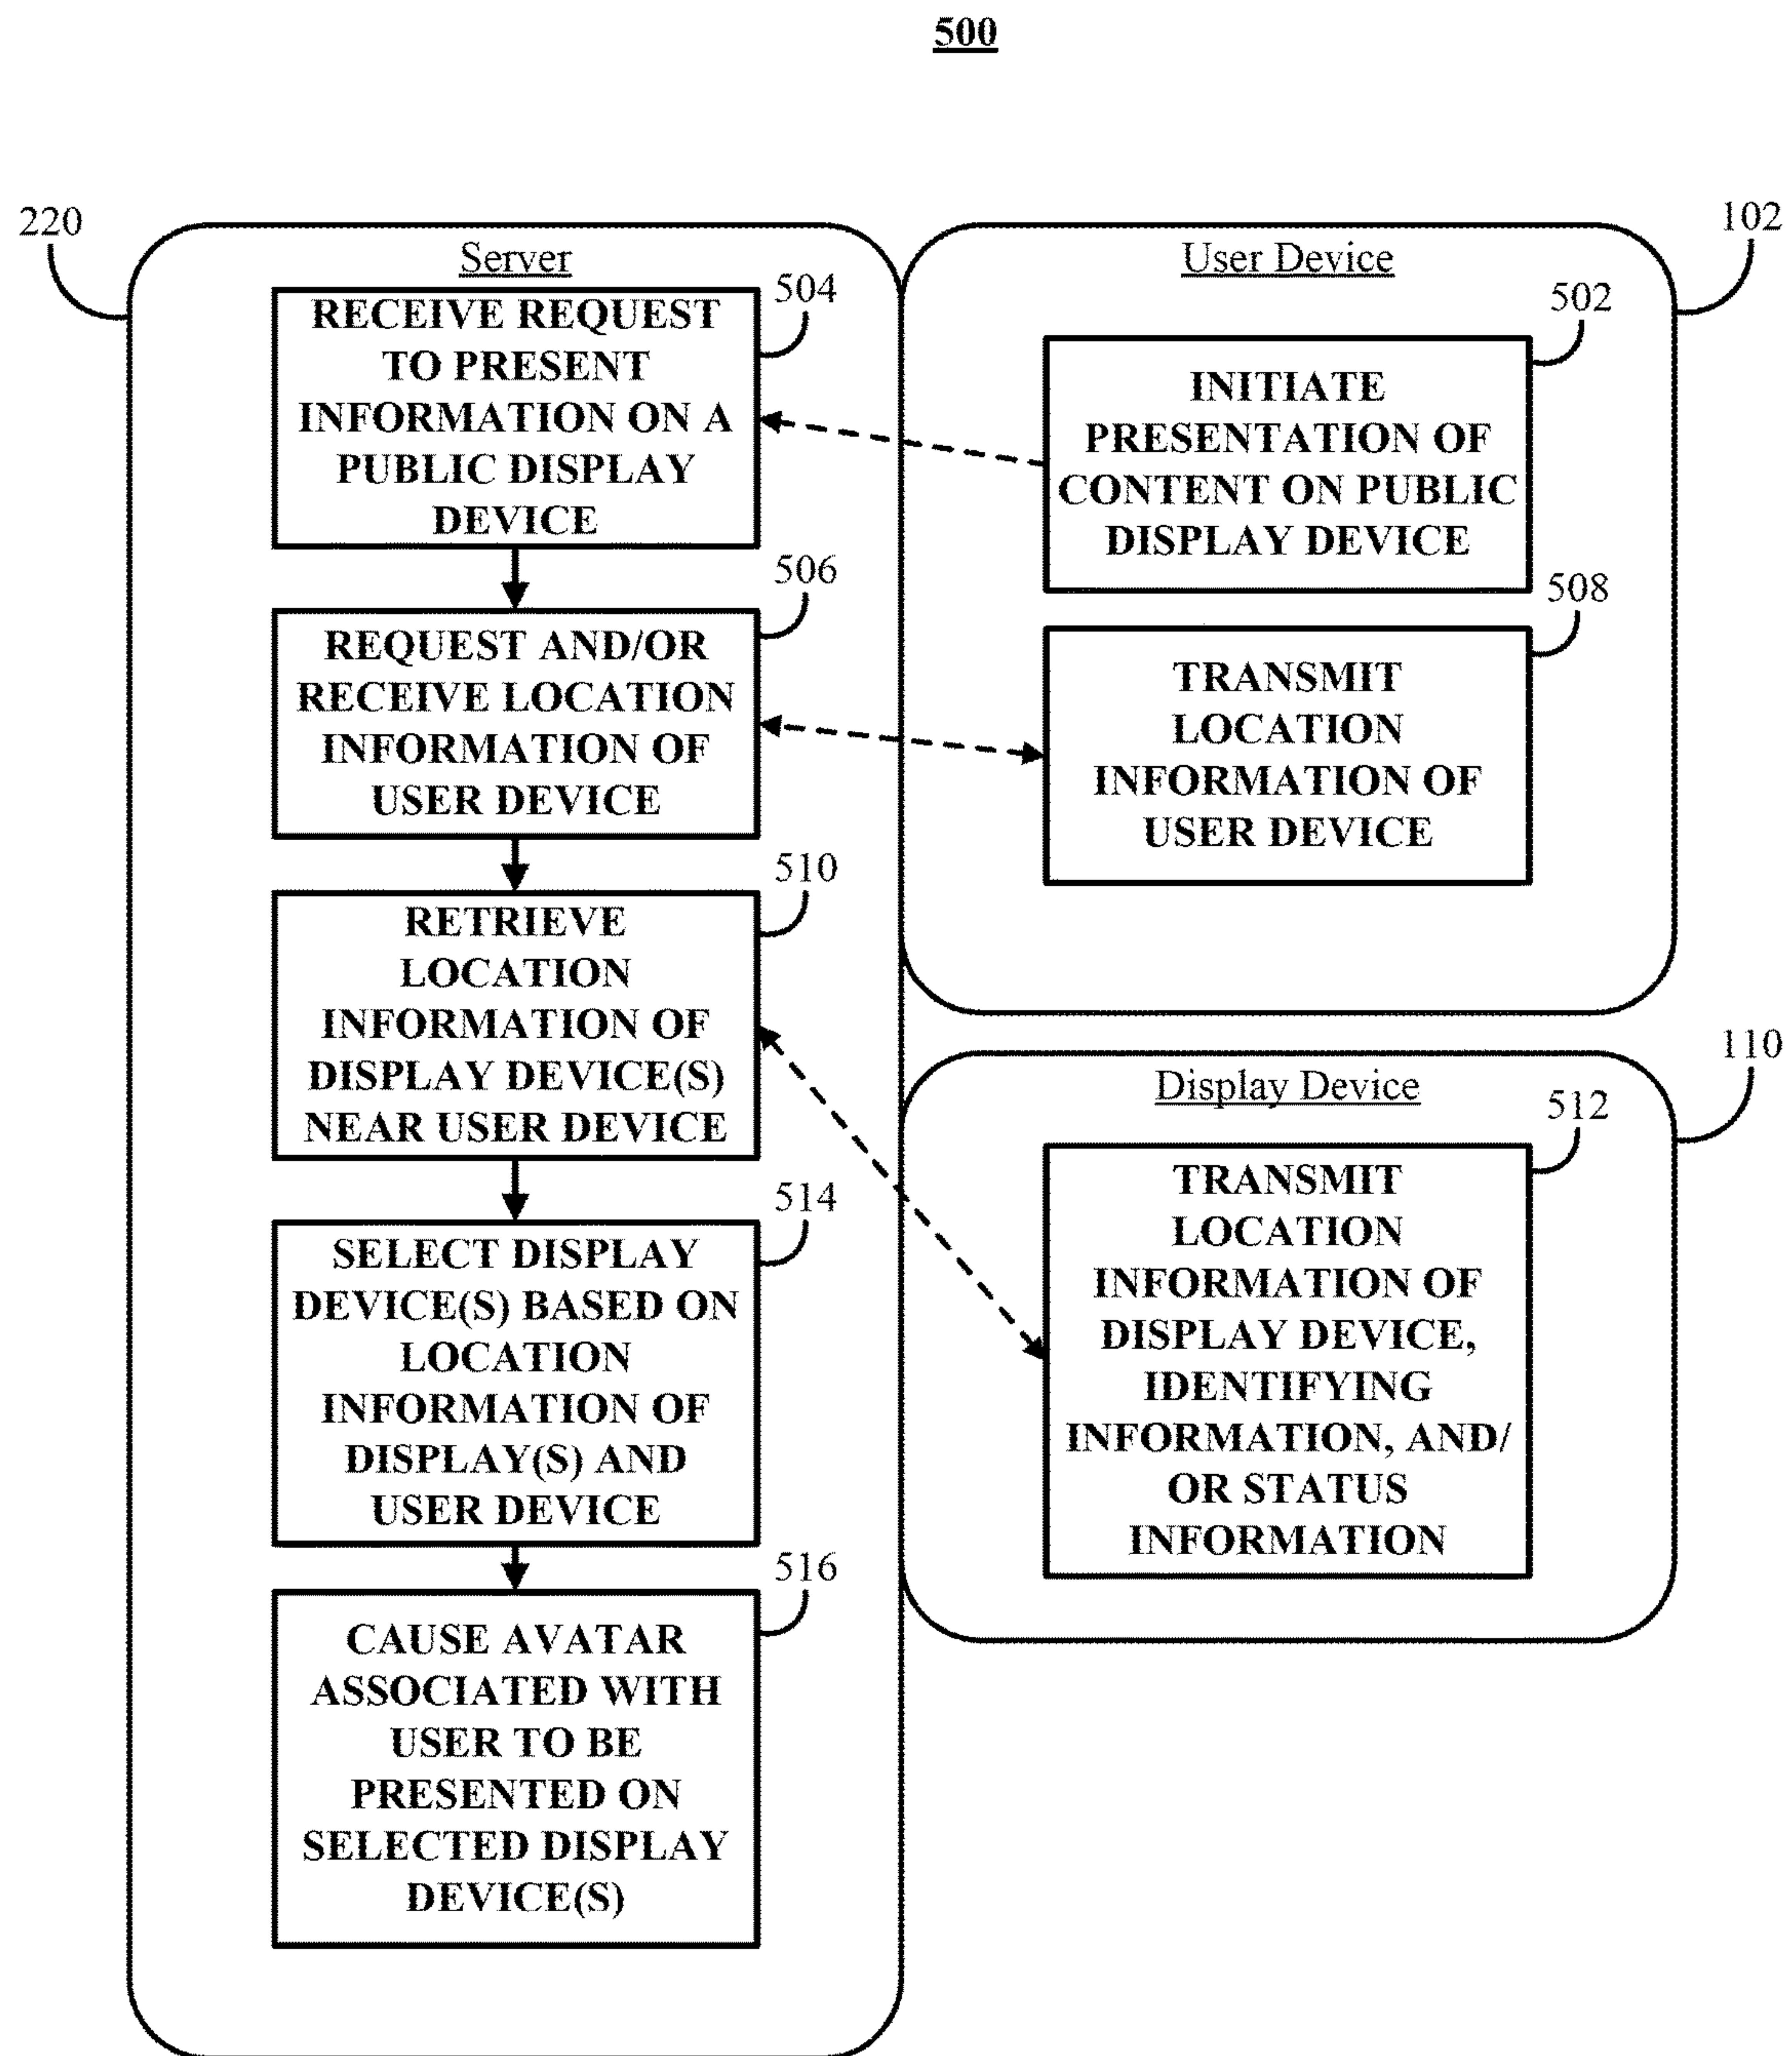 500
220
Server
504
RECEIVE REQUEST
TO PRESENT
INFORMATION ON A
PUBLIC DISPLAY
DEVICE
506
REQUEST AND/OR
RECEIVE LOCATION
INFORMATION OF
USER DEVICE
510
RETRIEVE
LOCATION
INFORMATION OF
DISPLAY DEVICE(S)
NEAR USER DEVICE
514
SELECT DISPLAY
DEVICE(S) BASED ON
LOCATION
INFORMATION OF
DISPLAY(S) AND
USER DEVICE
516
CAUSE AVATAR
ASSOCIATED WITH
USER TO BE
PRESENTED ON
SELECTED DISPLAY
DEVICE(S)
102
User Device
502
INITIATE
PRESENTATION OF
CONTENT ON PUBLIC
DISPLAY DEVICE
508
TRANSMIT
LOCATION
INFORMATION OF
USER DEVICE
110
Display Device
512
TRANSMIT
LOCATION
INFORMATION OF
DISPLAY DEVICE,
IDENTIFYING
INFORMATION, AND/
OR STATUS
INFORMATION